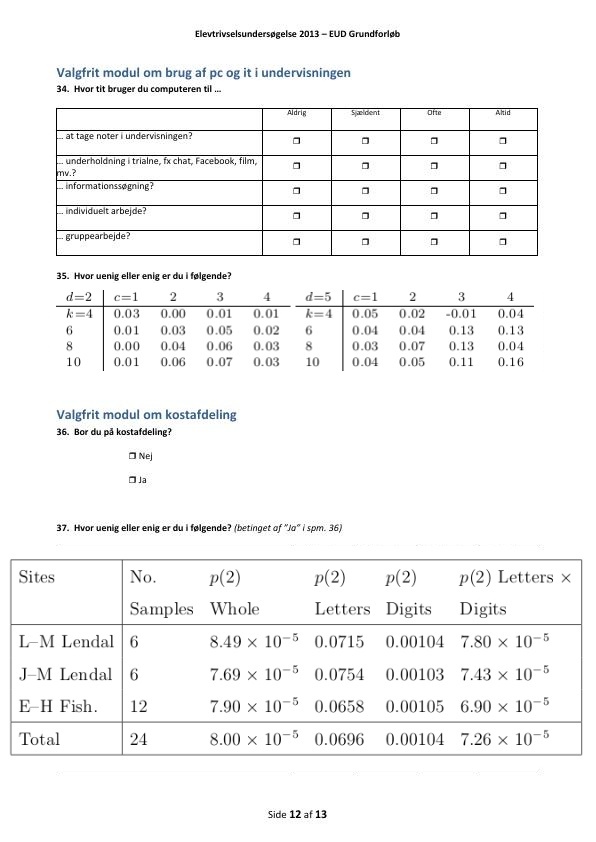 Elevtrivselsundersøgelse 2013 – EUD Grundforløb
Valgfrit modul om brug af pc og it i undervisningen
34. Hvor tit bruger du computeren til …
Aldrig Sjældent Ofte Altid
… at tage noter i undervisningen? ❒ ❒ ❒ ❒
… underholdning i trialne, fx chat, Facebook, film,
mv.? ❒ ❒ ❒ ❒
… informationssøgning? ❒ ❒ ❒ ❒
… individuelt arbejde? ❒ ❒ ❒ ❒
… gruppearbejde? ❒ ❒ ❒ ❒
35. Hvor uenig eller enig er du i følgende?
d=2 c=1 2 3 4 d=5 c=1 2 3 4
k=4 0.03 0.00 0.01 0.01 k=4 0.05 0.02 -0.01 0.04
6 0.01 0.03 0.05 0.02 6 0.04 0.04 0.13 0.13
8 0.00 0.04 0.06 0.03 8 0.03 0.07 0.13 0.04
10 0.01 0.06 0.07 0.03 10 0.04 0.05 0.11 0.16
Valgfrit modul om kostafdeling
36. Bor du på kostafdeling?
❒ Nej
❒ Ja
37. Hvor uenig eller enig er du i følgende? (betinget af ”Ja” i spm. 36)
Sites No. p(2) p(2) p(2) p(2) Letters ×
Samples Whole Letters Digits Digits
L–M Lendal 6 8.49 × 10⁻⁵ 0.0715 0.00104 7.80 × 10⁻⁵
J–M Lendal 6 7.69 × 10⁻⁵ 0.0754 0.00103 7.43 × 10⁻⁵
E–H Fish. 12 7.90 × 10⁻⁵ 0.0658 0.00105 6.90 × 10⁻⁵
Total 24 8.00 × 10⁻⁵ 0.0696 0.00104 7.26 × 10⁻⁵
Side 12 af 13